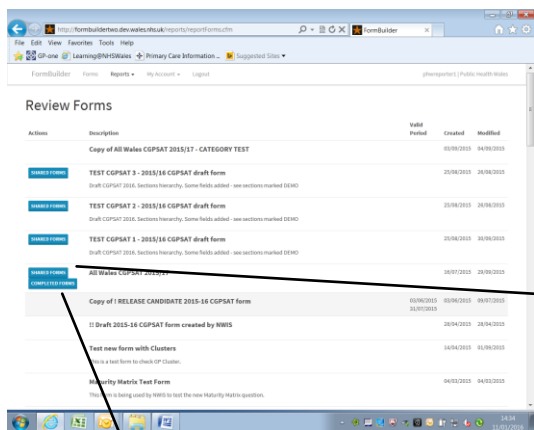 http://formbuildertwo.dev.wales.nhs.uk/reports/reportForms.cfm
FormBuilder
File Edit View Favorites Tools Help
GP-one Learning@NHSWales Primary Care Information ... Suggested Sites
FormBuilder Forms Reports My Account Logout
phwreporter1 | Public Health Wales
Review Forms
Actions Description Valid Period Created Modified
Copy of All Wales CGPSAT 2015/17 - CATEGORY TEST 03/08/2015 04/09/2015
SHARED FORMS TEST CGPSAT 3 - 2015/16 CGPSAT draft form 25/08/2015 26/08/2015
Draft CGPSAT 2016. Sections hierarchy. Some fields added - see sections marked DEMO
SHARED FORMS TEST CGPSAT 2 - 2015/16 CGPSAT draft form 25/08/2015 26/08/2015
Draft CGPSAT 2016. Sections hierarchy. Some fields added - see sections marked DEMO
SHARED FORMS TEST CGPSAT 1 - 2015/16 CGPSAT draft form 25/08/2015 30/09/2015
Draft CGPSAT 2016. Sections hierarchy. Some fields added - see sections marked DEMO
SHARED FORMS All Wales CGPSAT 2015/17 16/07/2015 29/09/2015
COMPLETED FORMS
Copy of ! RELEASE CANDIDATE 2015-16 CGPSAT form 03/06/2015 03/06/2015 09/07/2015
31/07/2015
!! Draft 2015-16 CGPSAT form created by NWIS 28/04/2015 28/04/2015
Test new form with Clusters 14/04/2015 01/09/2015
This is a test form to check GP Cluster.
Maturity Matrix Test Form 04/03/2015 04/03/2015
This form is being used by NWIS to test the new Maturity Matrix question.
14:34
11/01/2016